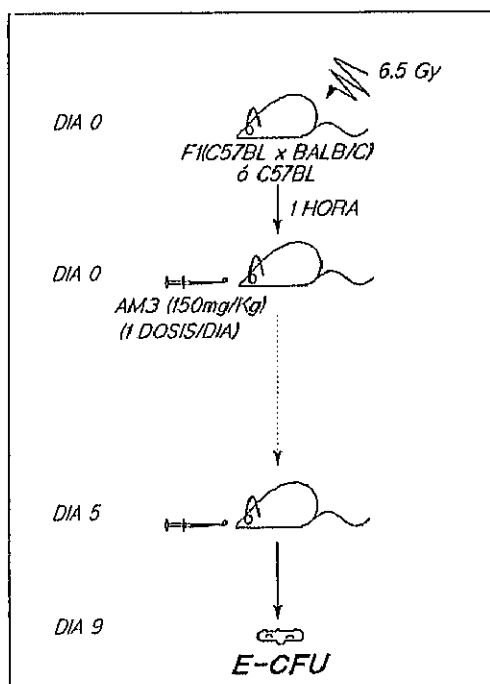 6.5 Gy
DIA 0
F1(C57BL x BALB/C)
ó C57BL
1 HORA
DIA 0
AM3 (150mg/Kg)
(1 DOSIS/DIA)
DIA 5
DIA 9
E-CFU